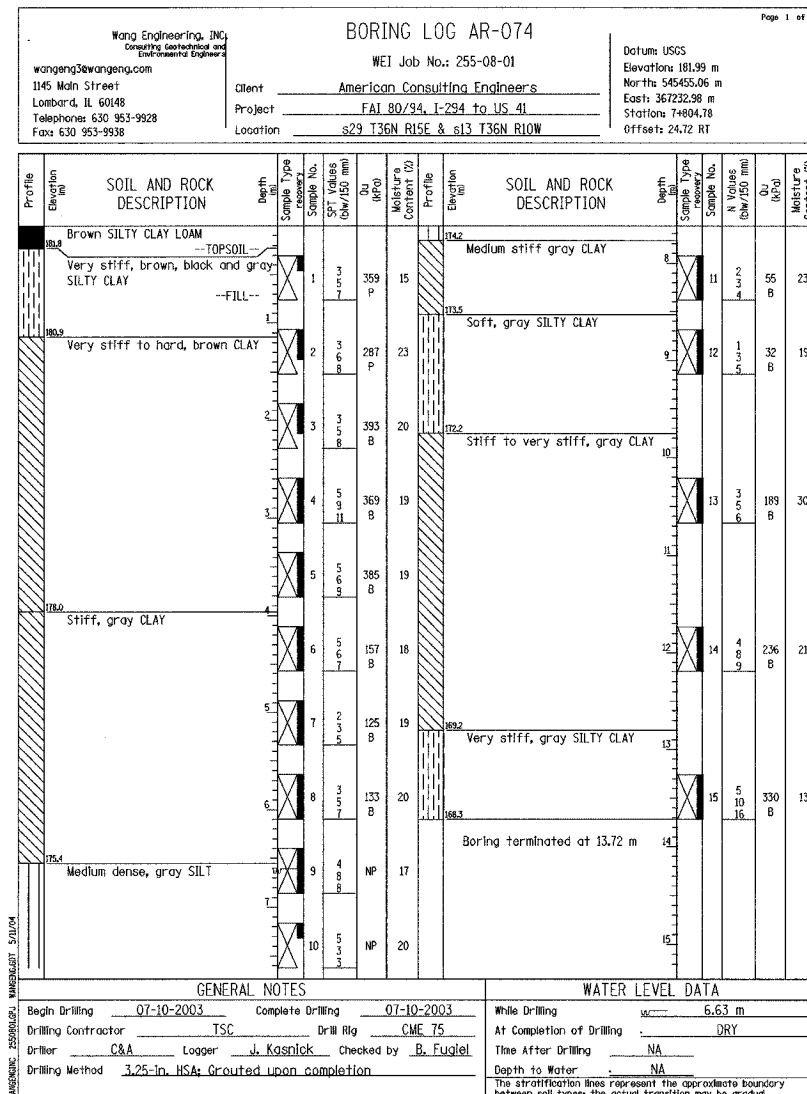 Page 1 of
Wang Engineering, INC.
Consulting Geotechnical and
Environmental Engineers
wangeng3@wangeng.com
1145 Main Street
Lombard, IL 60148
Telephone: 630 953-9928
Fax: 630 953-9938
BORING LOG AR-074
WEI Job No.: 255-08-01
Client American Consulting Engineers
Project FAI 80/94, I-294 to US 41
Location s29 T36N R15E & s13 T36N R10W
Datum: USGS
Elevation: 181.99 m
North: 545455.06 m
East: 367232.98 m
Station: 7+804.78
Offset: 24.72 RT
Profile Elevation (m) SOIL AND ROCK DESCRIPTION Depth (m) Sample Type recovery Sample No. SPT Values (blw/150 mm) Qu (kPa) Moisture Content (%)
Brown SILTY CLAY LOAM
181.8 --TOPSOIL--
Very stiff, brown, black and gray
SILTY CLAY
--FILL--
1 3 5 7 359 P 15
1
180.9
Very stiff to hard, brown CLAY
2 3 6 8 287 P 23
2
3 3 5 8 393 B 20
4 5 9 11 369 B 19
3
5 5 6 9 385 B 19
178.0 4
Stiff, gray CLAY
6 5 6 7 157 B 18
5
7 2 3 5 125 B 19
8 3 5 7 133 B 20
6
175.4
Medium dense, gray SILT
9 4 8 8 NP 17
7
10 5 3 3 NP 20
Profile Elevation (m) SOIL AND ROCK DESCRIPTION Depth (m) Sample Type recovery Sample No. N Values (blw/150 mm) Qu (kPa) Moisture Content (%)
174.2
Medium stiff gray CLAY
8
11 2 3 4 55 B 23
173.5
Soft, gray SILTY CLAY
9
12 1 3 5 32 B 19
172.2
Stiff to very stiff, gray CLAY
10
13 3 5 6 189 B 30
11
12
14 4 8 9 236 B 21
169.2
Very stiff, gray SILTY CLAY
13
15 5 10 16 330 B 13
168.3
Boring terminated at 13.72 m
14
15
WANGENGINC 2550801.GPJ WANGENG.GDT 5/11/04
GENERAL NOTES
Begin Drilling 07-10-2003 Complete Drilling 07-10-2003
Drilling Contractor TSC Drill Rig CME 75
Driller C&A Logger J. Kasnick Checked by B. Fugiel
Drilling Method 3.25-in. HSA; Grouted upon completion
WATER LEVEL DATA
While Drilling 6.63 m
At Completion of Drilling DRY
Time After Drilling NA
Depth to Water NA
The stratification lines represent the approximate boundary
between soil types; the actual transition may be gradual.